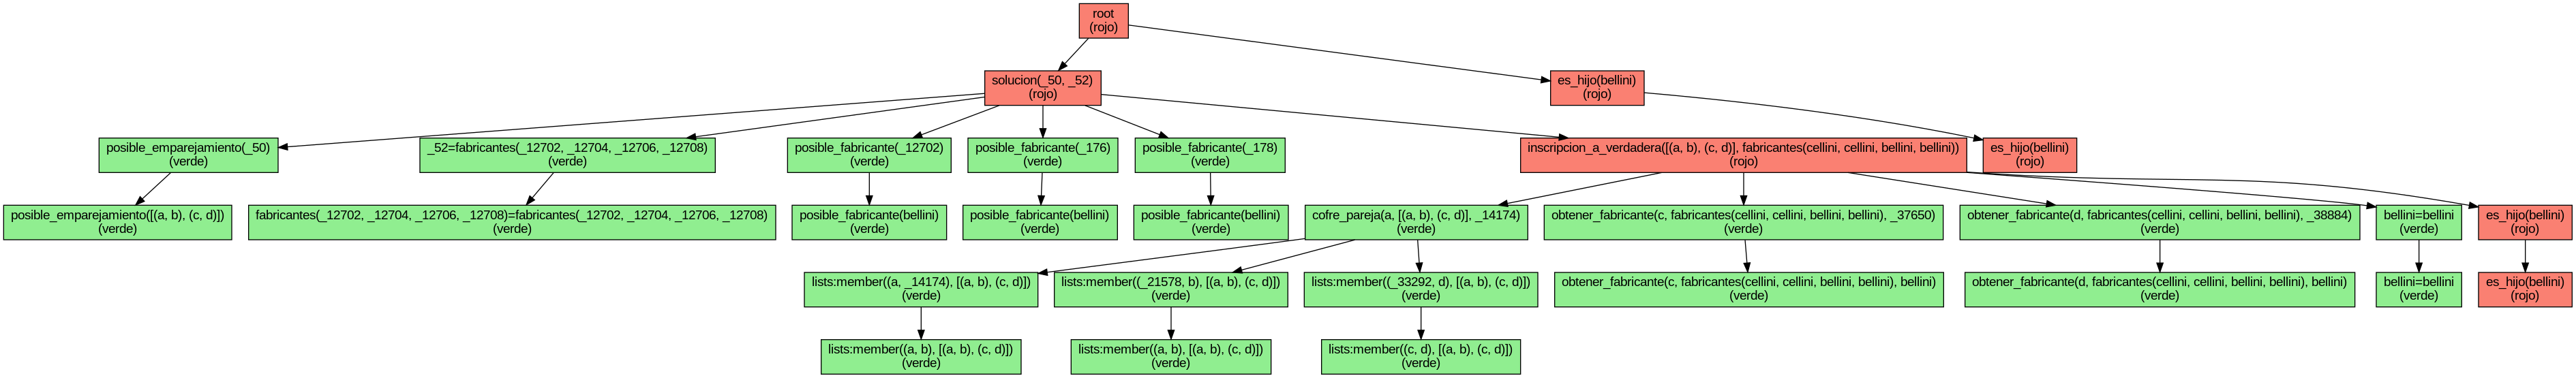 root
(rojo)
solucion(_50, _52)
(rojo)
es_hijo(bellini)
(rojo)
posible_emparejamiento(_50)
(verde)
_52=fabricantes(_12702, _12704, _12706, _12708)
(verde)
posible_fabricante(_12702)
(verde)
posible_fabricante(_176)
(verde)
posible_fabricante(_178)
(verde)
inscripcion_a_verdadera([(a, b), (c, d)], fabricantes(cellini, cellini, bellini, bellini))
(rojo)
es_hijo(bellini)
(rojo)
posible_emparejamiento([(a, b), (c, d)])
(verde)
fabricantes(_12702, _12704, _12706, _12708)=fabricantes(_12702, _12704, _12706, _12708)
(verde)
posible_fabricante(bellini)
(verde)
posible_fabricante(bellini)
(verde)
posible_fabricante(bellini)
(verde)
cofre_pareja(a, [(a, b), (c, d)], _14174)
(verde)
obtener_fabricante(c, fabricantes(cellini, cellini, bellini, bellini), _37650)
(verde)
obtener_fabricante(d, fabricantes(cellini, cellini, bellini, bellini), _38884)
(verde)
bellini=bellini
(verde)
es_hijo(bellini)
(rojo)
lists:member((a, _14174), [(a, b), (c, d)])
(verde)
lists:member((_21578, b), [(a, b), (c, d)])
(verde)
lists:member((_33292, d), [(a, b), (c, d)])
(verde)
obtener_fabricante(c, fabricantes(cellini, cellini, bellini, bellini), bellini)
(verde)
obtener_fabricante(d, fabricantes(cellini, cellini, bellini, bellini), bellini)
(verde)
bellini=bellini
(verde)
es_hijo(bellini)
(rojo)
lists:member((a, b), [(a, b), (c, d)])
(verde)
lists:member((a, b), [(a, b), (c, d)])
(verde)
lists:member((c, d), [(a, b), (c, d)])
(verde)